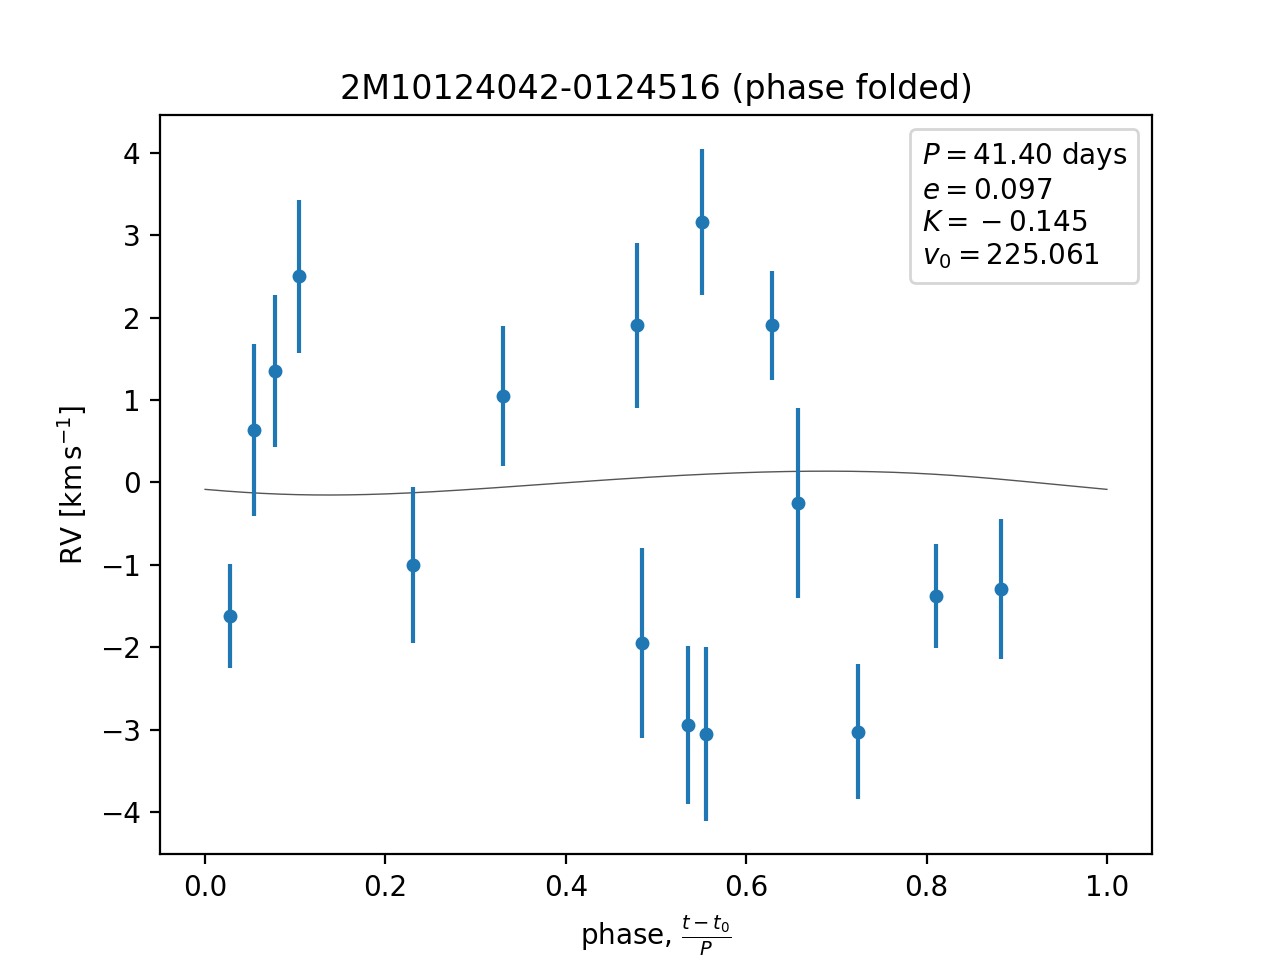 2M10124042-0124516 (phase folded)
P = 41.40 days
e = 0.097
K = −0.145
v₀ = 225.061
4
3
2
1
0
−1
−2
−3
−4
RV [km s⁻¹]
0.0 0.2 0.4 0.6 0.8 1.0
phase, (t − t₀)/P